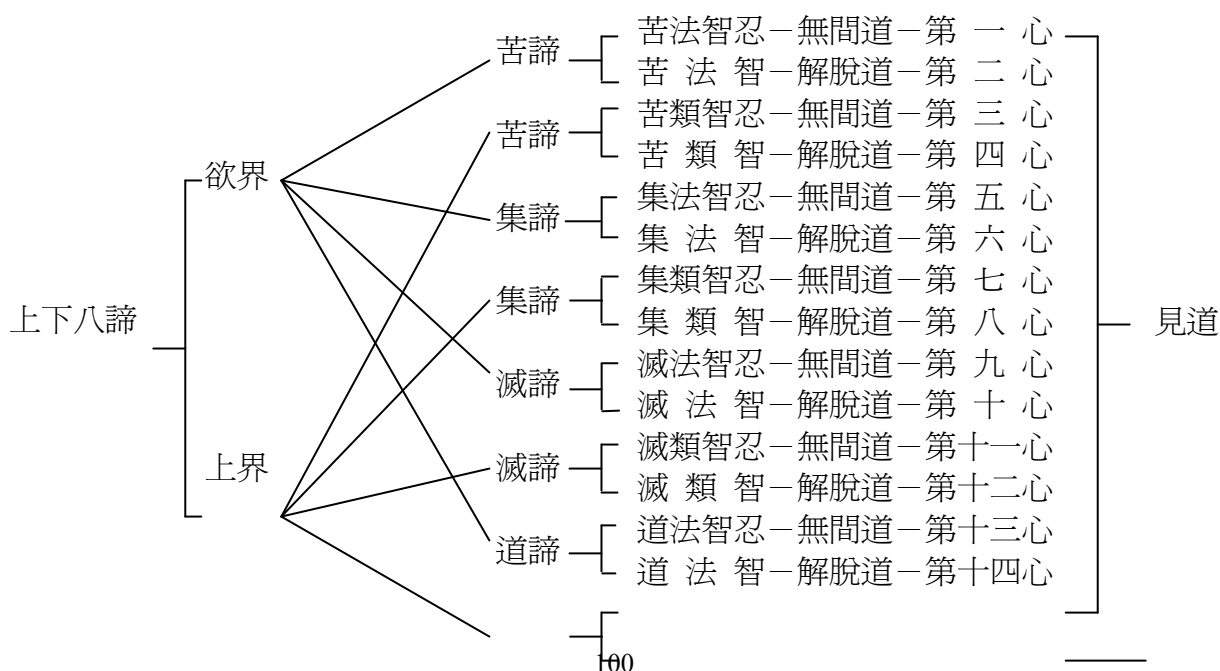 上下八諦
欲界
上界
苦諦
苦諦
集諦
集諦
滅諦
滅諦
道諦
苦法智忍－無間道－第 一 心
苦 法 智－解脫道－第 二 心
苦類智忍－無間道－第 三 心
苦 類 智－解脫道－第 四 心
集法智忍－無間道－第 五 心
集 法 智－解脫道－第 六 心
集類智忍－無間道－第 七 心
集 類 智－解脫道－第 八 心
滅法智忍－無間道－第 九 心
滅 法 智－解脫道－第 十 心
滅類智忍－無間道－第十一心
滅 類 智－解脫道－第十二心
道法智忍－無間道－第十三心
道 法 智－解脫道－第十四心
見道
100